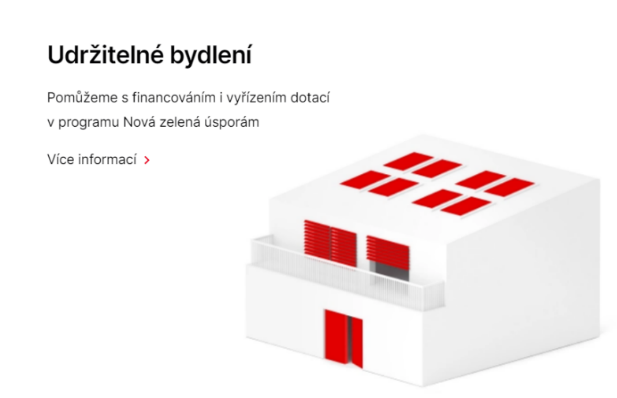 Udržitelné bydlení
Pomůžeme s financováním i vyřízením dotací
v programu Nová zelená úsporám
Více informací